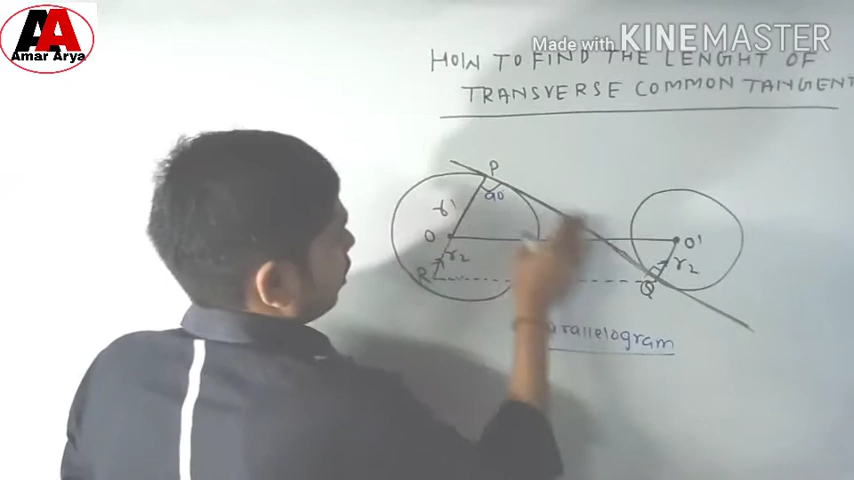 AA
Amar Arya
Made with KINEMASTER
HOW TO FIND THE LENGHT OF
TRANSVERSE COMMON TANGENT
P
90
r1
O
O'
r2
r2
R
Q
rallelogram